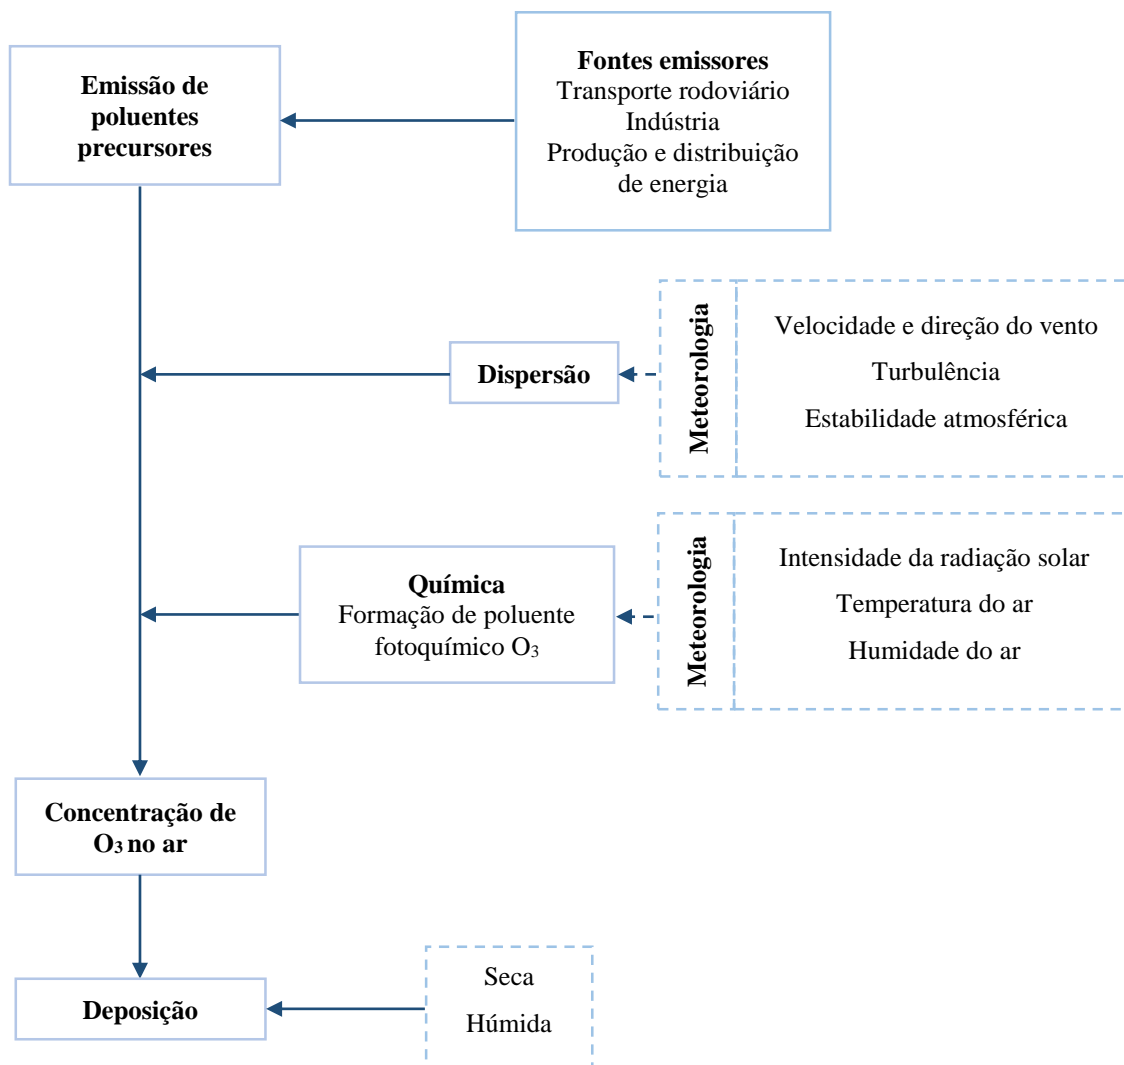 Emissão de
poluentes
precursores
Fontes emissores
Transporte rodoviário
Indústria
Produção e distribuição
de energia
Dispersão
Meteorologia
Velocidade e direção do vento
Turbulência
Estabilidade atmosférica
Química
Formação de poluente
fotoquímico O₃
Meteorologia
Intensidade da radiação solar
Temperatura do ar
Humidade do ar
Concentração de
O₃ no ar
Deposição
Seca
Húmida